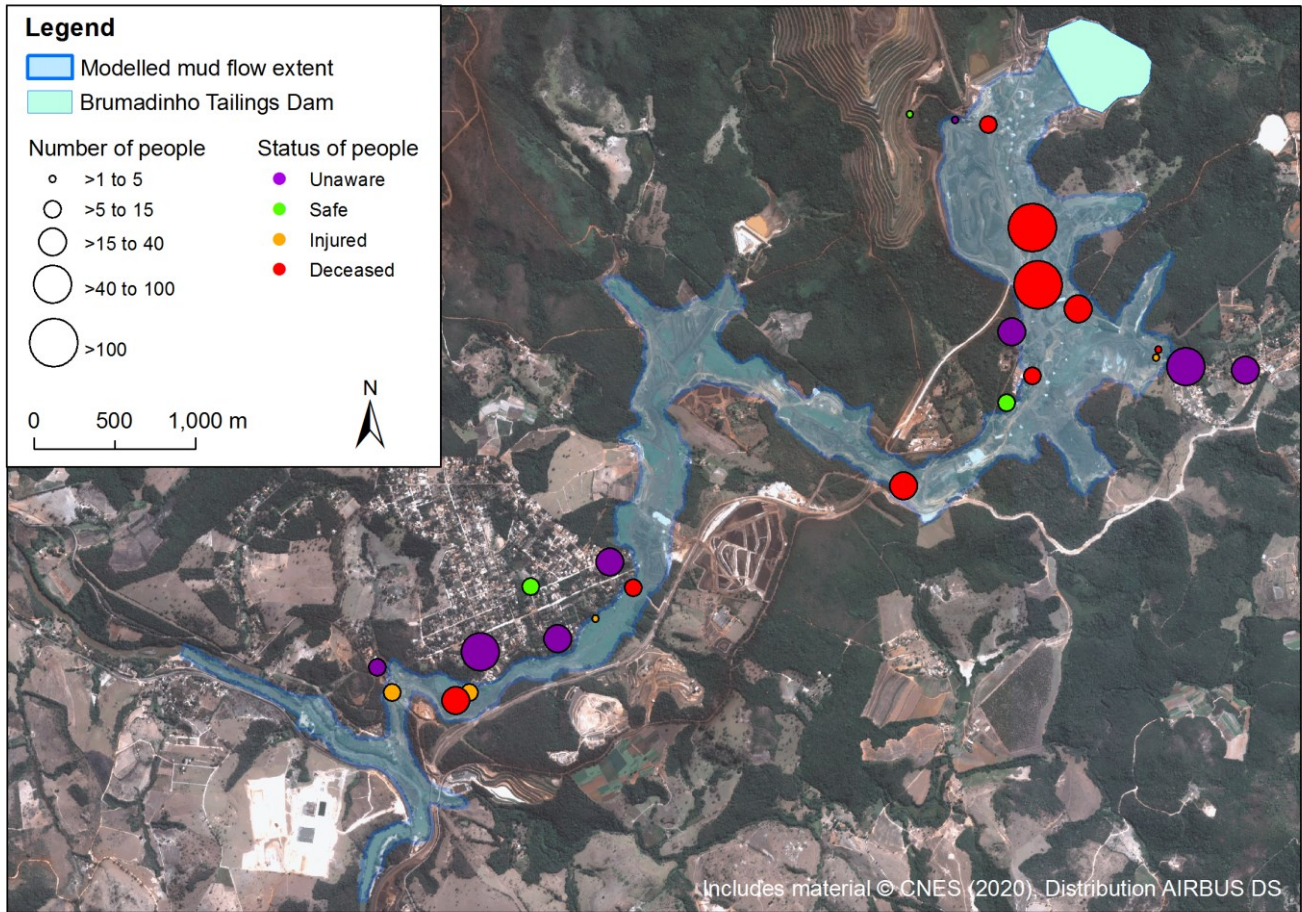 Legend
Modelled mud flow extent
Brumadinho Tailings Dam
Number of people
>1 to 5
>5 to 15
>15 to 40
>40 to 100
>100
Status of people
Unaware
Safe
Injured
Deceased
0 500 1,000 m
N
Includes material © CNES (2020), Distribution AIRBUS DS